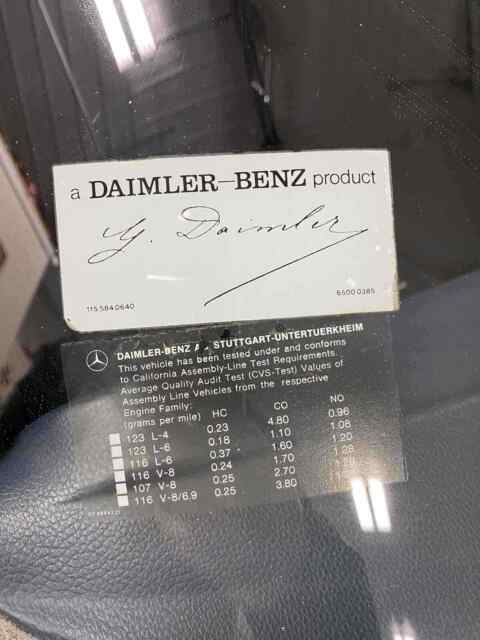 a DAIMLER-BENZ product
G. Daimler
115 584 06 40
6500 0385
DAIMLER-BENZ A STUTTGART-UNTERTUERKHEIM
This vehicle has been tested under and conforms
to California Assembly-Line Test Requirements.
Average Quality Audit Test (CVS-Test) Values of
Assembly Line Vehicles from the respective
Engine Family:
(grams per mile) HC CO NO
123 L-4 0.23 4.80 0.96
123 L-6 0.18 1.10 1.08
116 L-6 0.37 1.60 1.20
116 V-8 0.24 1.70 1.28
107 V-8 0.25 2.70
116 V-8/6.9 0.25 3.80